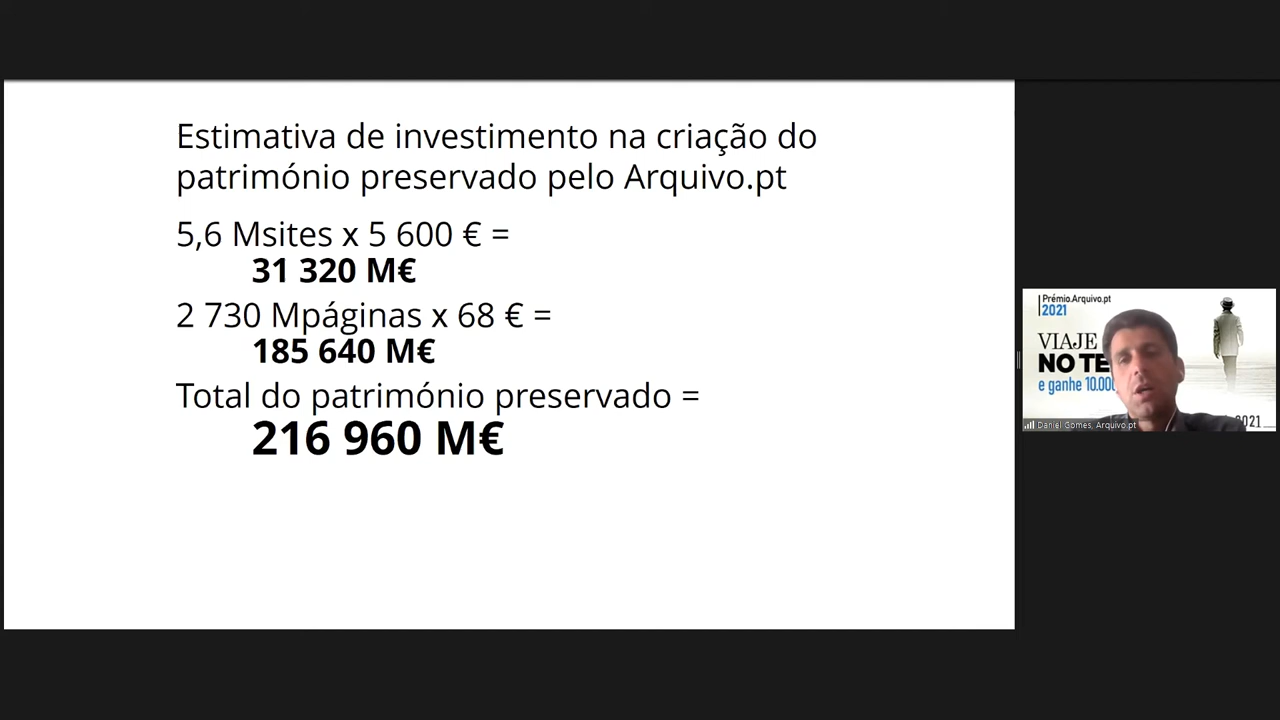 Estimativa de investimento na criação do
património preservado pelo Arquivo.pt
5,6 Msites x 5 600 € =
31 320 M€
2 730 Mpáginas x 68 € =
185 640 M€
Total do património preservado =
216 960 M€
Prémio.Arquivo.pt
2021
VIAJE
NO TE
e ganhe 10.000
2021
Daniel Gomes, Arquivo.pt